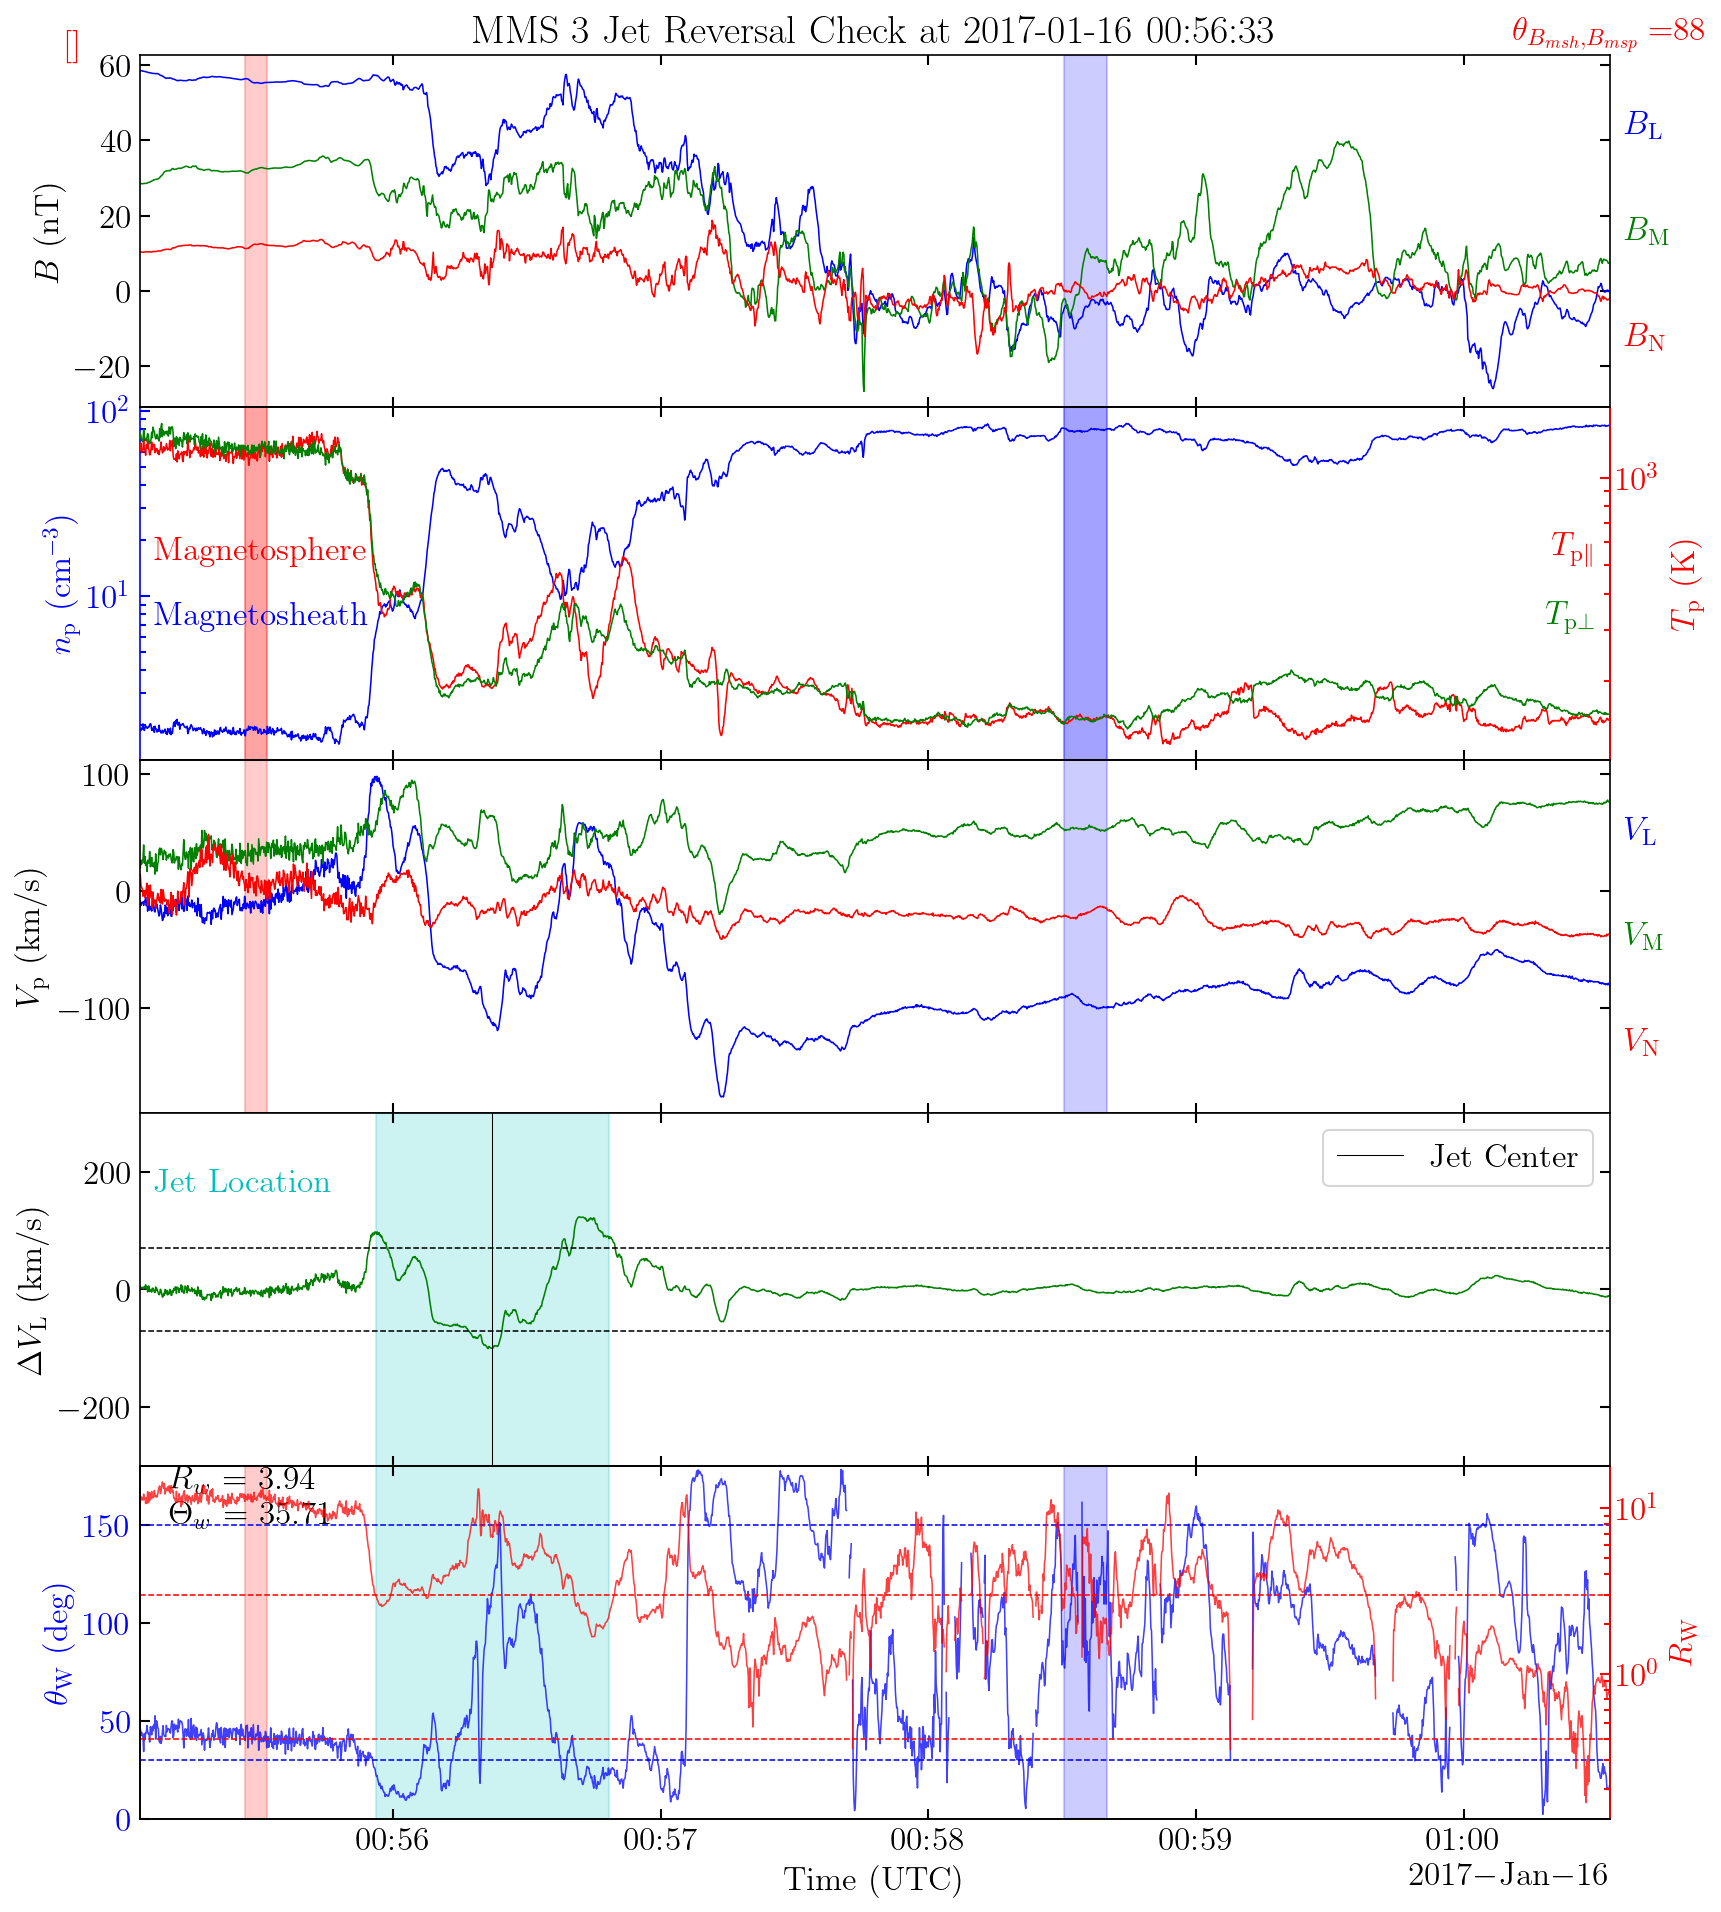 MMS 3 Jet Reversal Check at 2017-01-16 00:56:33
θ_{B_{msh},B_{msp}} =88
60
40
20
0
−20
B (nT)
B_L
B_M
B_N
10^2
10^1
n_p (cm^{−3})
Magnetosphere
Magnetosheath
T_{p∥}
T_{p⊥}
10^3
T_p (K)
100
0
−100
V_p (km/s)
V_L
V_M
V_N
200
0
−200
ΔV_L (km/s)
Jet Location
Jet Center
R_w = 3.94
Θ_w = 35.71
150
100
50
0
θ_W (deg)
10^1
10^0
R_W
00:56
00:57
00:58
00:59
01:00
Time (UTC)
2017−Jan−16